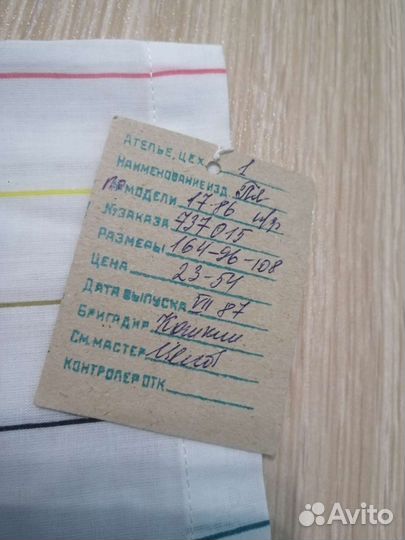 АТЕЛЬЕ, ЦЕХ 1
НАИМЕНОВАНИЕ ИЗД.
№ МОДЕЛИ 17-86
№ ЗАКАЗА 737015
РАЗМЕРЫ 164-96-108
ЦЕНА 23-54
ДАТА ВЫПУСКА VII 87
БРИГАДИР
СМ. МАСТЕР
КОНТРОЛЕР ОТК
Avito